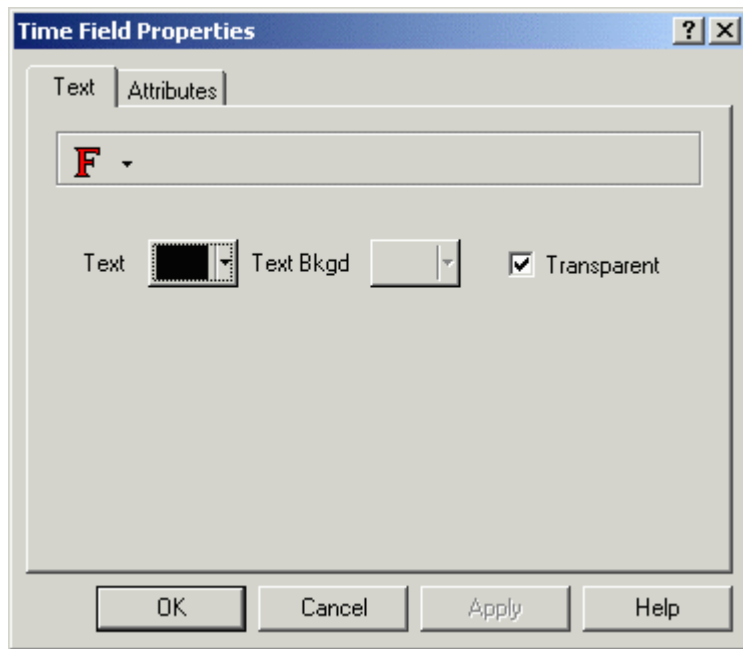 Time Field Properties
Text Attributes
F
Text Text Bkgd Transparent
OK Cancel Apply Help